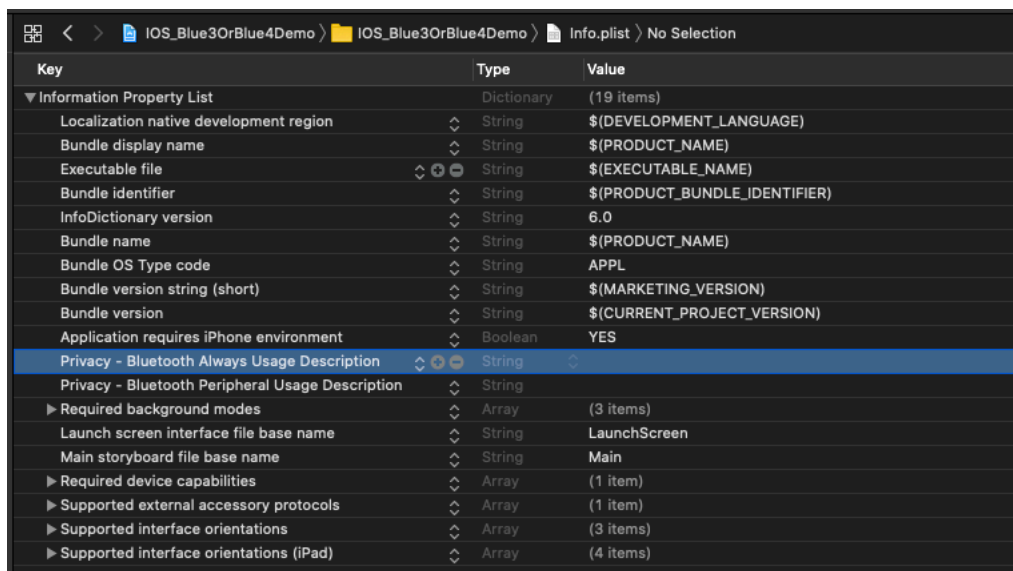 IOS_Blue3OrBlue4Demo 〉 IOS_Blue3OrBlue4Demo 〉 Info.plist 〉 No Selection
Key Type Value
Information Property List Dictionary (19 items)
Localization native development region String $(DEVELOPMENT_LANGUAGE)
Bundle display name String $(PRODUCT_NAME)
Executable file String $(EXECUTABLE_NAME)
Bundle identifier String $(PRODUCT_BUNDLE_IDENTIFIER)
InfoDictionary version String 6.0
Bundle name String $(PRODUCT_NAME)
Bundle OS Type code String APPL
Bundle version string (short) String $(MARKETING_VERSION)
Bundle version String $(CURRENT_PROJECT_VERSION)
Application requires iPhone environment Boolean YES
Privacy - Bluetooth Always Usage Description String
Privacy - Bluetooth Peripheral Usage Description String
Required background modes Array (3 items)
Launch screen interface file base name String LaunchScreen
Main storyboard file base name String Main
Required device capabilities Array (1 item)
Supported external accessory protocols Array (1 item)
Supported interface orientations Array (3 items)
Supported interface orientations (iPad) Array (4 items)